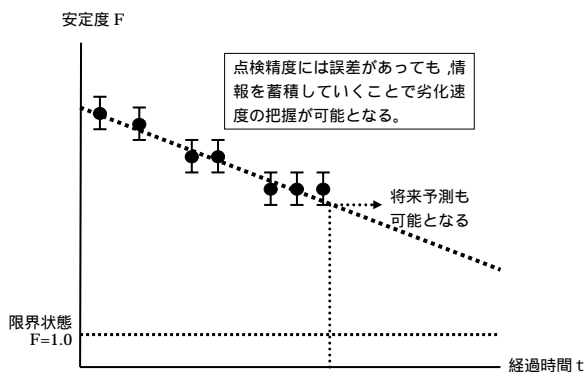 安定度 F
点検精度には誤差があっても,情
報を蓄積していくことで劣化速
度の把握が可能となる。
将来予測も
可能となる
限界状態
F=1.0
経過時間 t